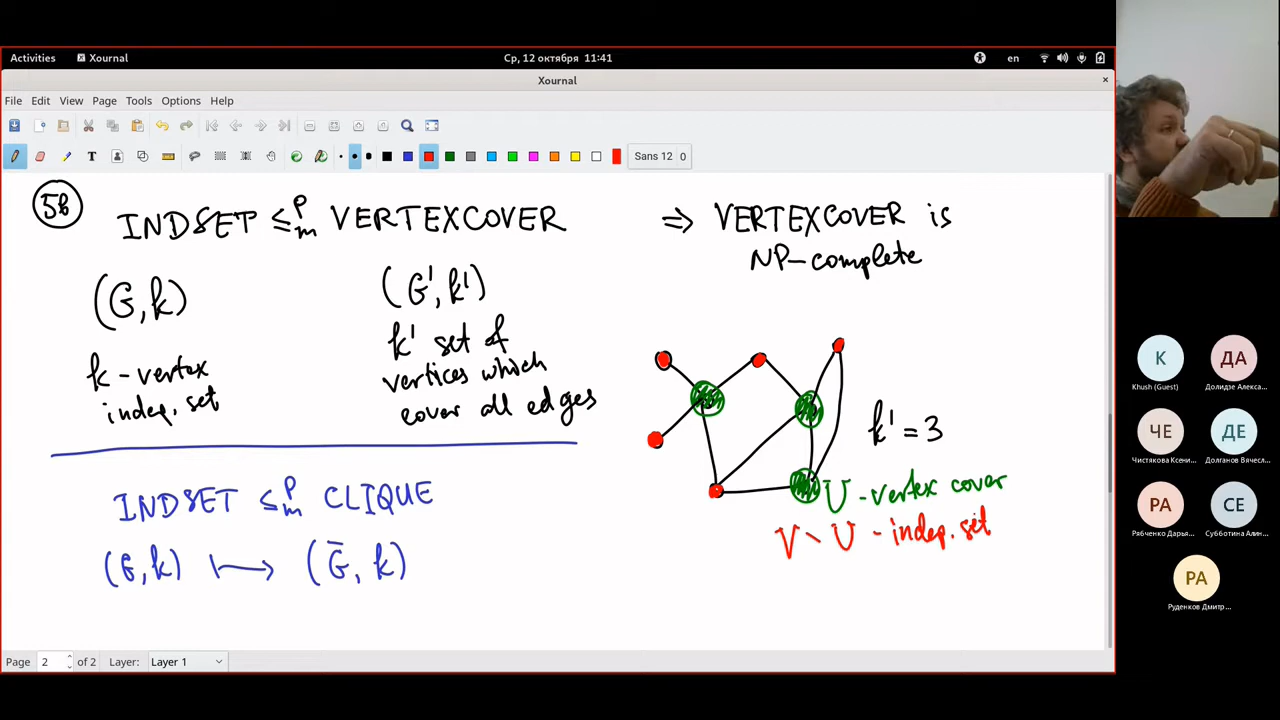 Activities
Xournal
Ср, 12 октября 11:41
en
Xournal
File Edit View Page Tools Options Help
Sans 12 0
5b
INDSET ≤ᵖₘ VERTEXCOVER ⇒ VERTEXCOVER is
NP-complete
(G,k)
(G',k')
k-vertex
indep. set
k' set of
vertices which
cover all edges
k' = 3
U-vertex cover
V \ U - indep. set
INDSET ≤ᵖₘ CLIQUE
(G,k) ↦ (Ḡ, k)
Page 2 of 2 Layer: Layer 1
К
Khush (Guest)
ДА
Долидзе Алекса...
ЧЕ
Чистякова Ксени...
ДЕ
Долганов Вячесл...
РА
Рябченко Дарья...
СЕ
Субботина Алин...
РА
Руденков Дмитр...